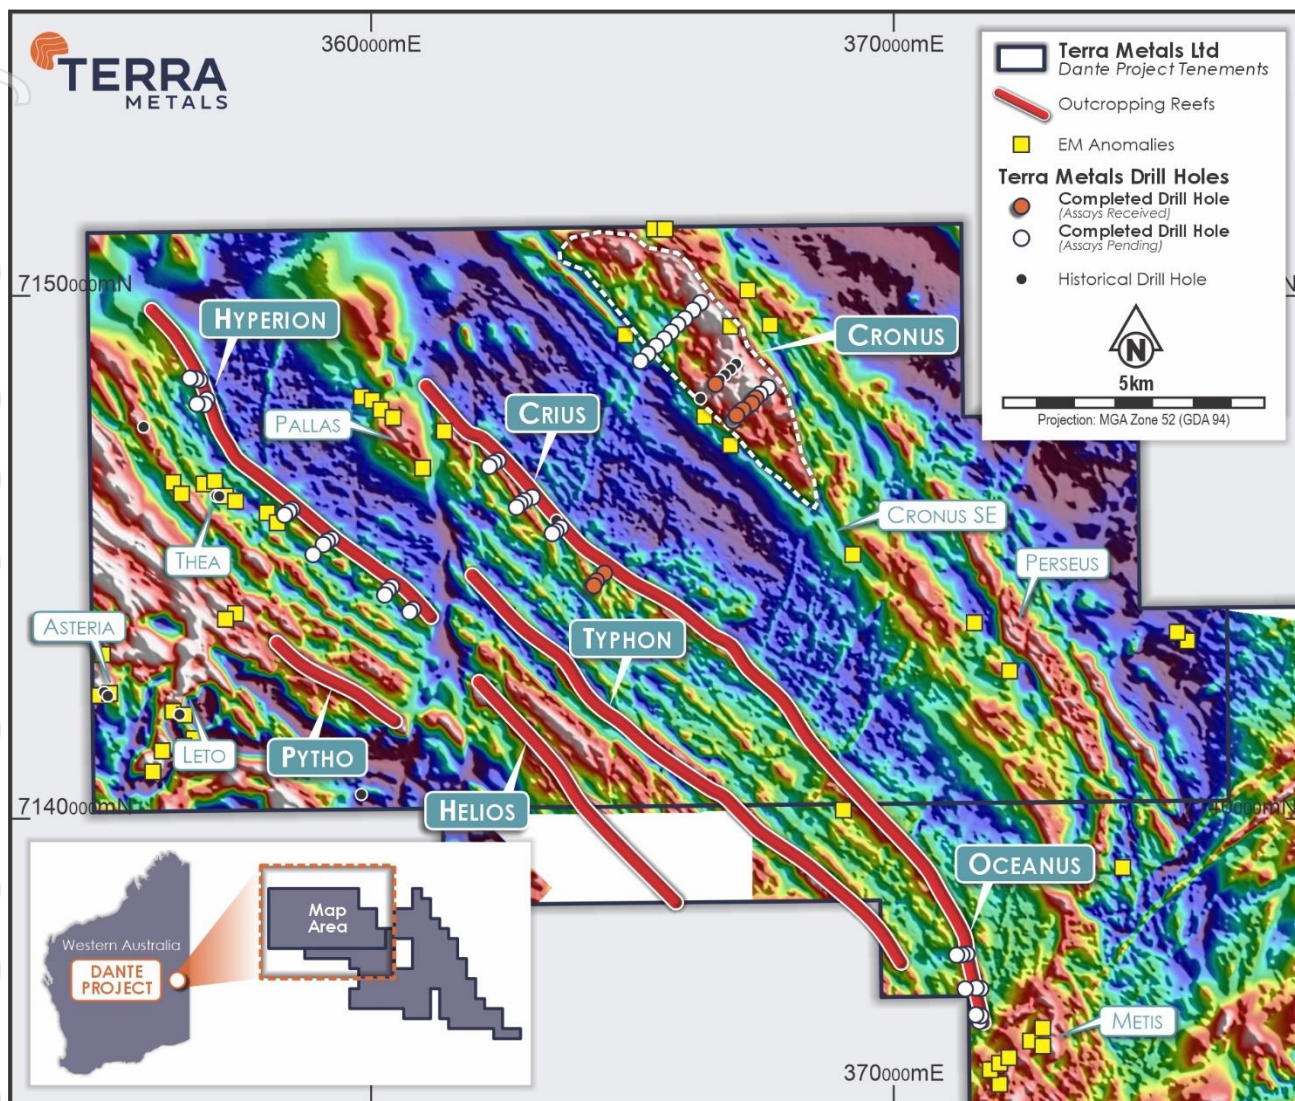 360000mE
370000mE
TERRA
METALS
Terra Metals Ltd
Dante Project Tenements
Outcropping Reefs
EM Anomalies
Terra Metals Drill Holes
Completed Drill Hole
(Assays Received)
Completed Drill Hole
(Assays Pending)
Historical Drill Hole
N
5km
Projection: MGA Zone 52 (GDA 94)
7150000mN
N
HYPERION
CRONUS
PALLAS
CRIUS
CRONUS SE
THEA
PERSEUS
ASTERIA
TYPHON
LETO
PYTHO
HELIOS
7140000mN
OCEANUS
Map
Area
Western Australia
DANTE
PROJECT
METIS
370000mE